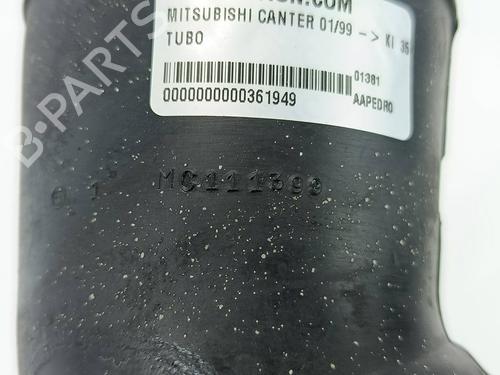 MITSUBISHI CANTER 01/99 -> KI 35
TUBO
01381
0000000000361949
AAPEDRO
B-PARTS